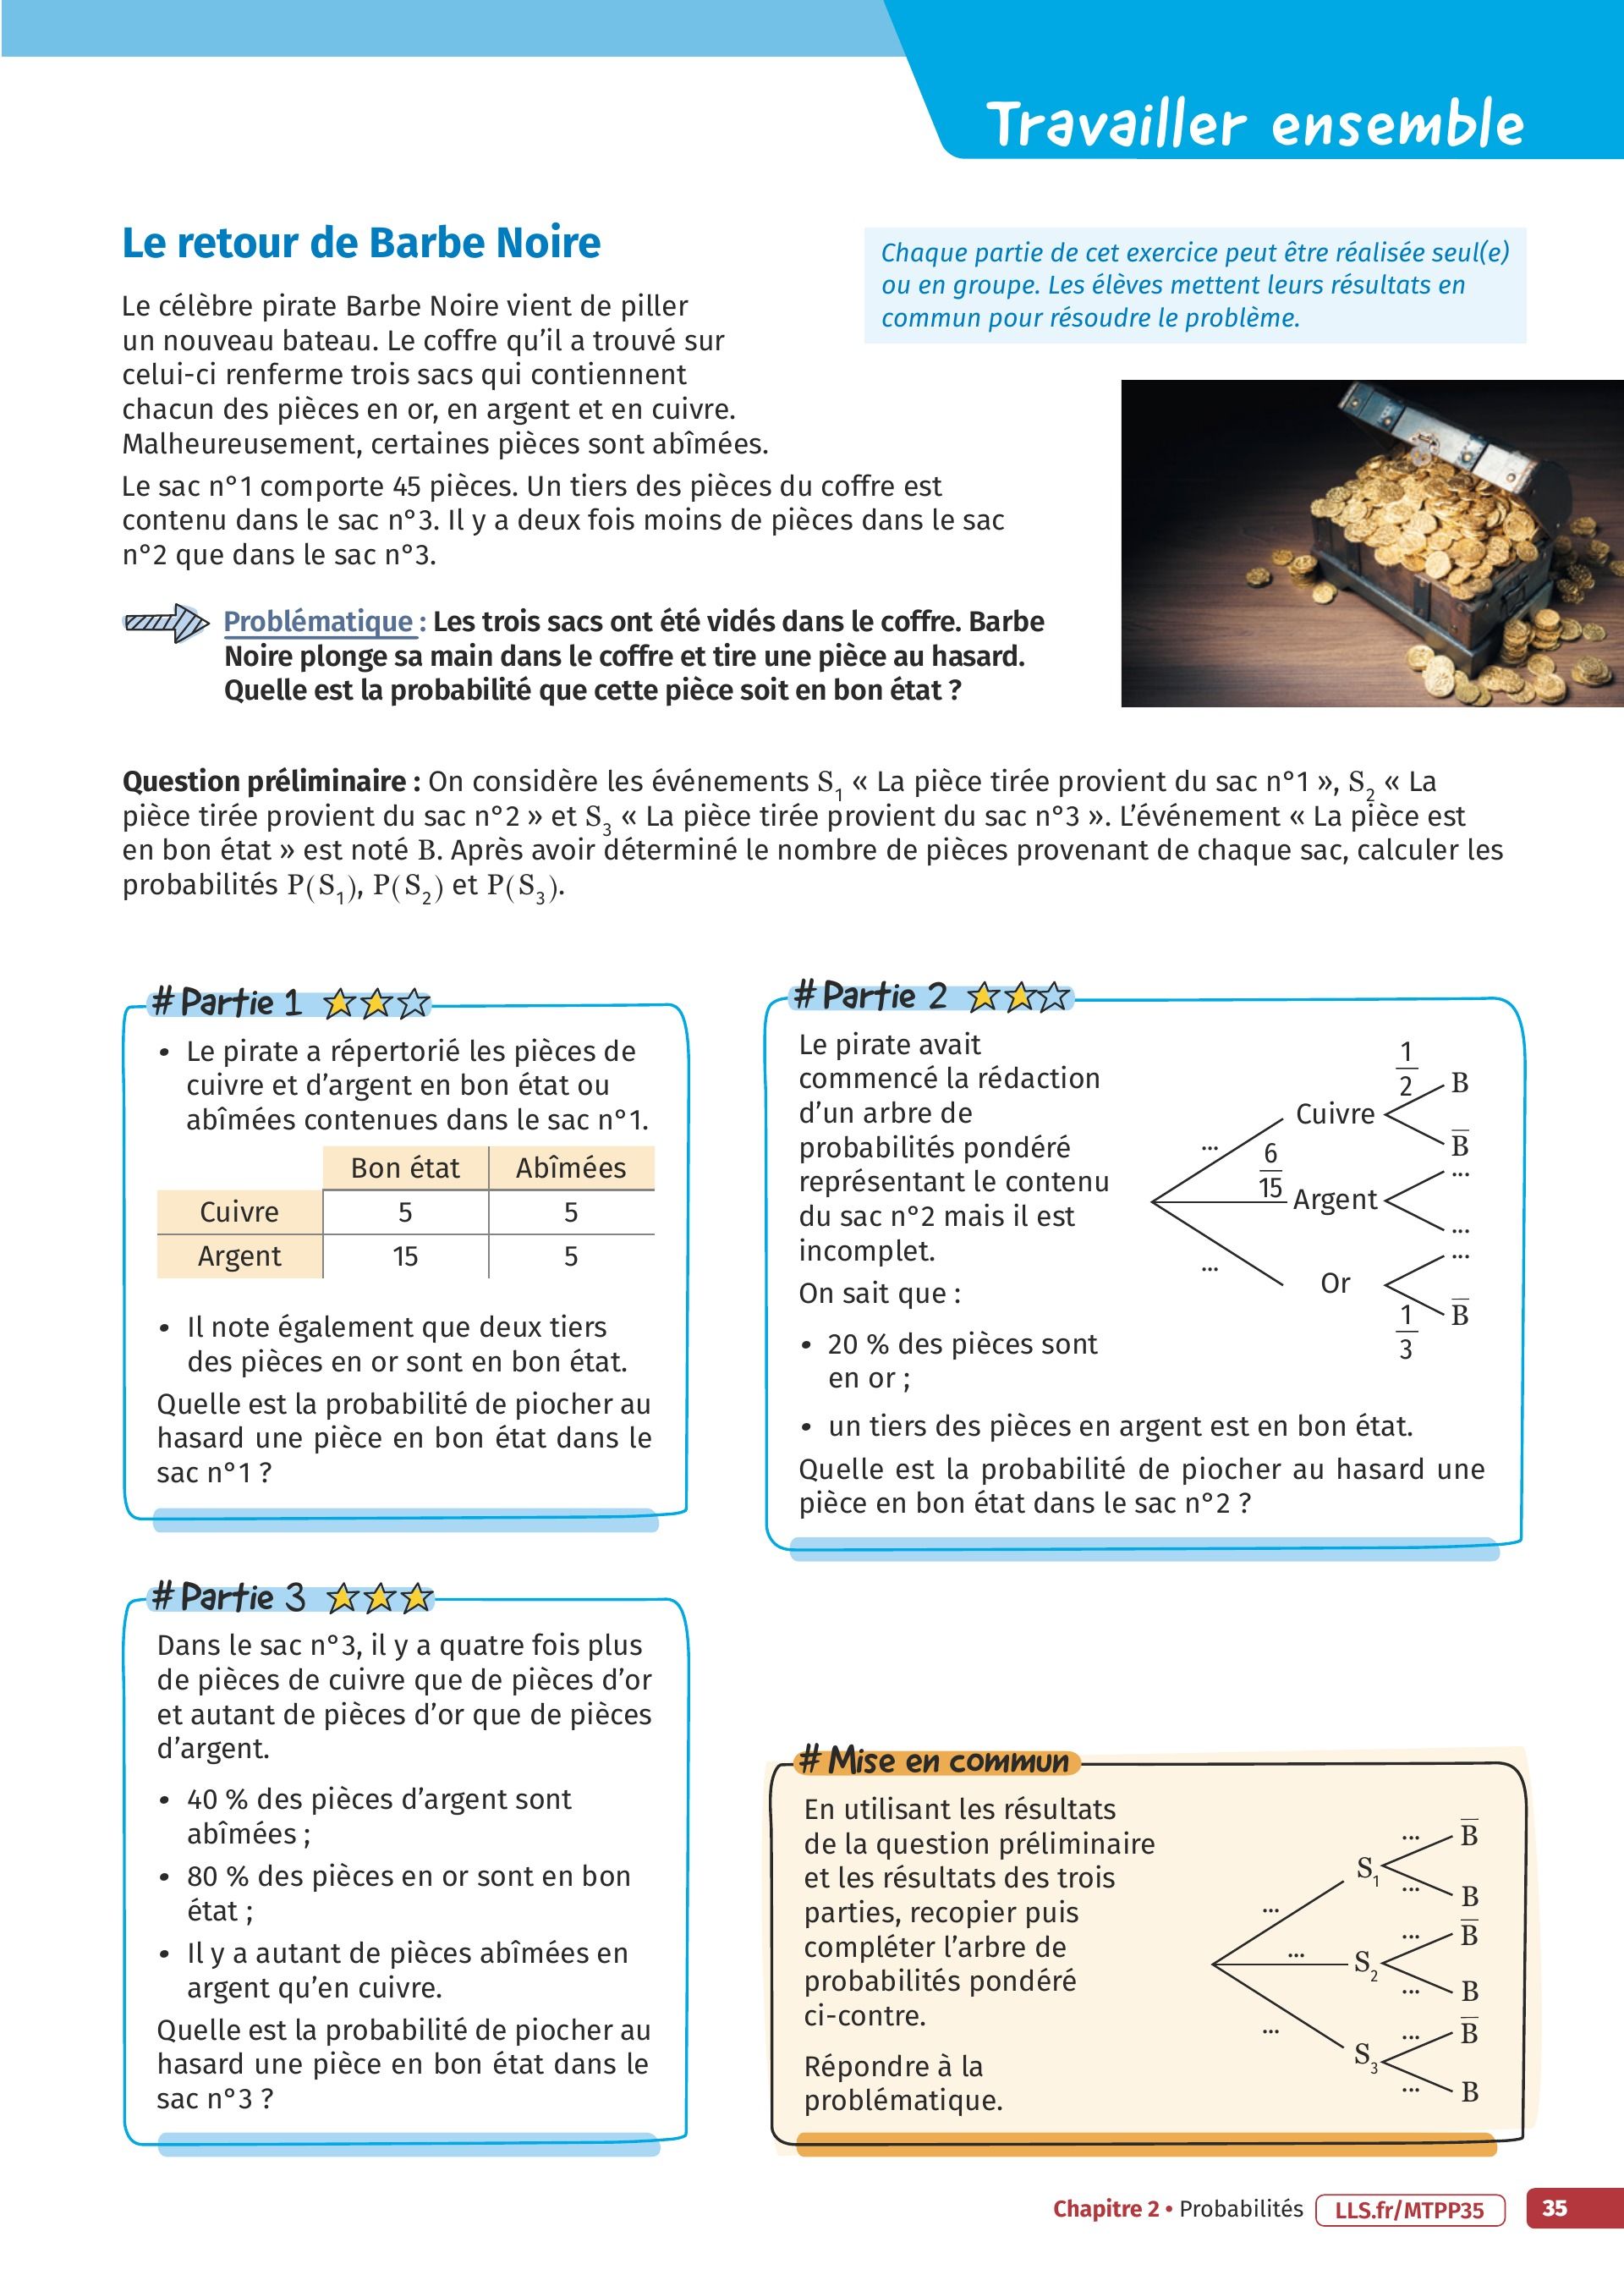 Travailler ensemble
Le retour de Barbe Noire
Chaque partie de cet exercice peut être réalisée seul(e)
ou en groupe. Les élèves mettent leurs résultats en
commun pour résoudre le problème.
Le célèbre pirate Barbe Noire vient de piller
un nouveau bateau. Le coffre qu’il a trouvé sur
celui-ci renferme trois sacs qui contiennent
chacun des pièces en or, en argent et en cuivre.
Malheureusement, certaines pièces sont abîmées.
Le sac n°1 comporte 45 pièces. Un tiers des pièces du coffre est
contenu dans le sac n°3. Il y a deux fois moins de pièces dans le sac
n°2 que dans le sac n°3.
Problématique : Les trois sacs ont été vidés dans le coffre. Barbe
Noire plonge sa main dans le coffre et tire une pièce au hasard.
Quelle est la probabilité que cette pièce soit en bon état ?
Question préliminaire : On considère les événements S₁ « La pièce tirée provient du sac n°1 », S₂ « La
pièce tirée provient du sac n°2 » et S₃ « La pièce tirée provient du sac n°3 ». L’événement « La pièce est
en bon état » est noté B. Après avoir déterminé le nombre de pièces provenant de chaque sac, calculer les
probabilités P(S₁), P(S₂) et P(S₃).
# Partie 1
• Le pirate a répertorié les pièces de
cuivre et d’argent en bon état ou
abîmées contenues dans le sac n°1.
Bon état Abîmées
Cuivre 5 5
Argent 15 5
• Il note également que deux tiers
des pièces en or sont en bon état.
Quelle est la probabilité de piocher au
hasard une pièce en bon état dans le
sac n°1 ?
# Partie 2
Le pirate avait
commencé la rédaction
d’un arbre de
probabilités pondéré
représentant le contenu
du sac n°2 mais il est
incomplet.
On sait que :
• 20 % des pièces sont
en or ;
• un tiers des pièces en argent est en bon état.
Quelle est la probabilité de piocher au hasard une
pièce en bon état dans le sac n°2 ?
1/2
B
... Cuivre
B̅
6/15 Argent
...
...
... Or
...
B̅
1/3
# Partie 3
Dans le sac n°3, il y a quatre fois plus
de pièces de cuivre que de pièces d’or
et autant de pièces d’or que de pièces
d’argent.
• 40 % des pièces d’argent sont
abîmées ;
• 80 % des pièces en or sont en bon
état ;
• Il y a autant de pièces abîmées en
argent qu’en cuivre.
Quelle est la probabilité de piocher au
hasard une pièce en bon état dans le
sac n°3 ?
# Mise en commun
En utilisant les résultats
de la question préliminaire
et les résultats des trois
parties, recopier puis
compléter l’arbre de
probabilités pondéré
ci-contre.
Répondre à la
problématique.
... B̅
... S₁
... B
... B̅
... S₂
... B
... B̅
... S₃
... B
Chapitre 2 • Probabilités LLS.fr/MTPP35 35